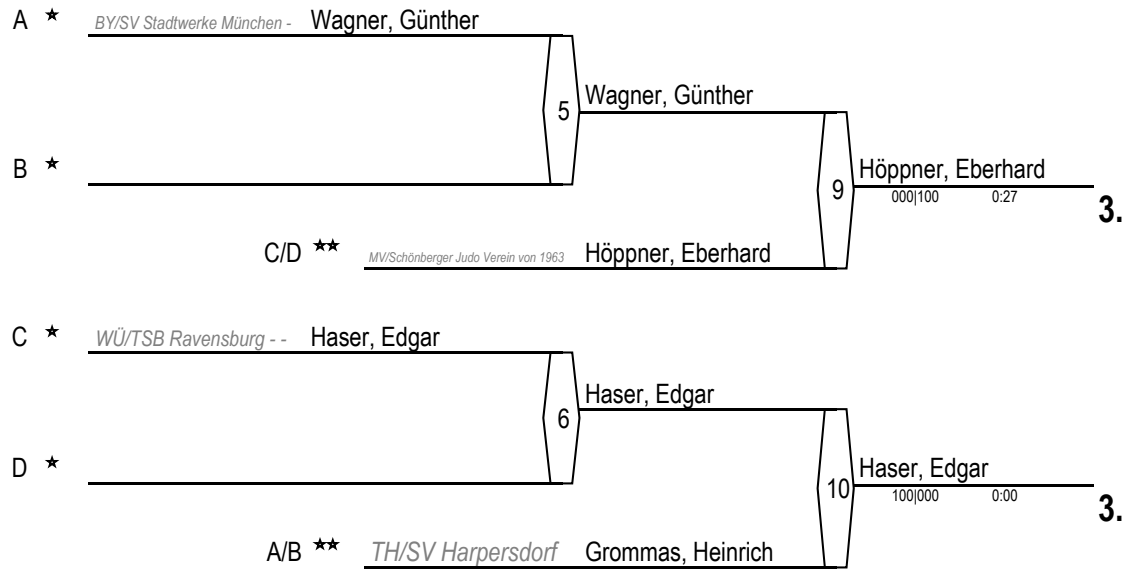 A ★ BY/SV Stadtwerke München - Wagner, Günther
5 Wagner, Günther
B ★
9 Höppner, Eberhard
000|100 0:27
3.
C/D ★★ MV/Schönberger Judo Verein von 1963 Höppner, Eberhard
C ★ WÜ/TSB Ravensburg - - Haser, Edgar
6 Haser, Edgar
D ★
10 Haser, Edgar
100|000 0:00
3.
A/B ★★ TH/SV Harpersdorf Grommas, Heinrich